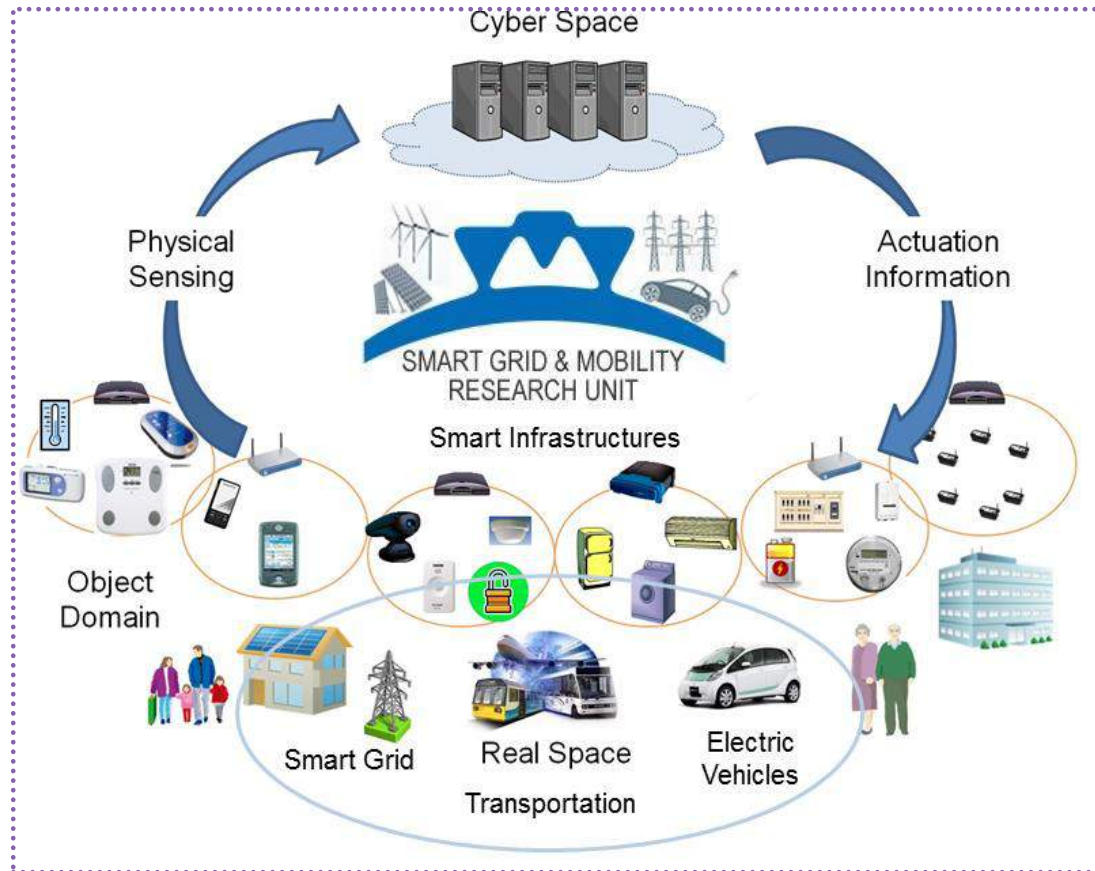 Cyber Space
Physical
Sensing
Actuation
Information
SMART GRID & MOBILITY
RESEARCH UNIT
Smart Infrastructures
Object
Domain
Smart Grid
Real Space
Electric
Vehicles
Transportation